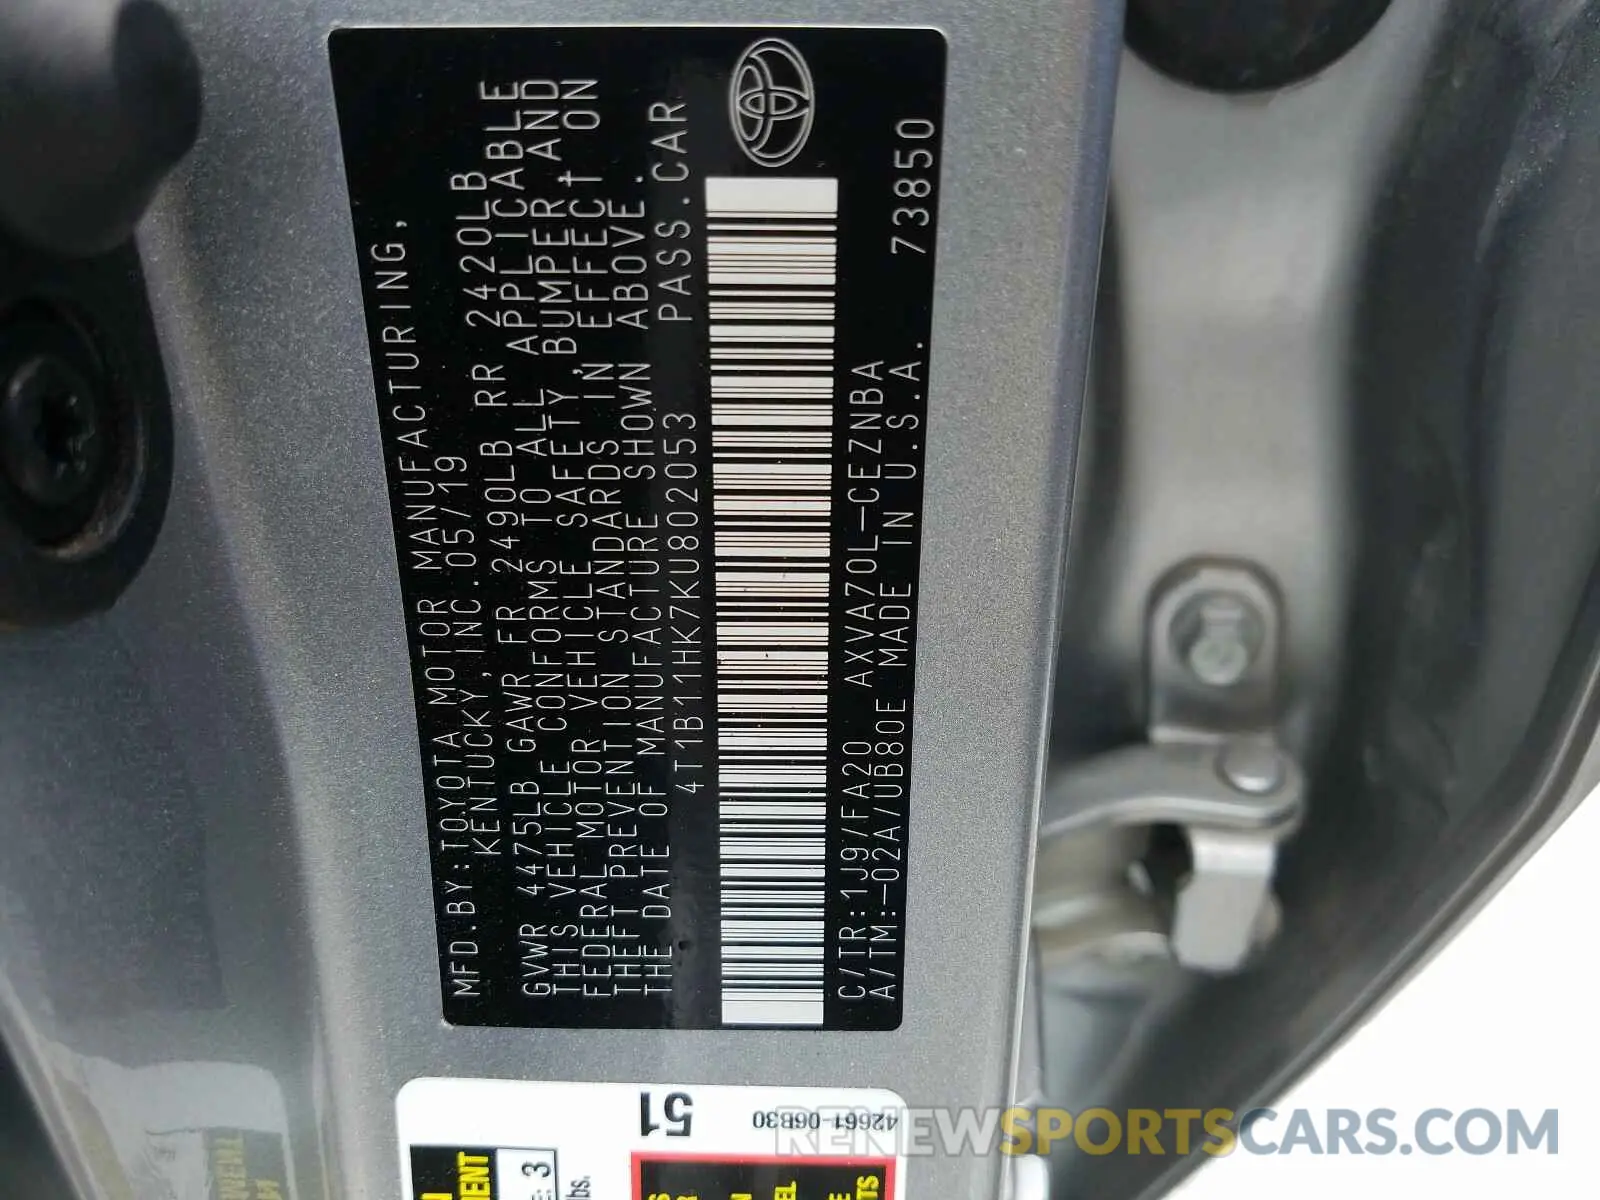 MFD.BY:TOYOTA MOTOR MANUFACTURING,
KENTUCKY,INC.05/19
GVWR 4475LB GAWR FR 2490LB RR 2420LB
THIS VEHICLE CONFORMS TO ALL APPLICABLE
FEDERAL MOTOR VEHICLE SAFETY,BUMPER,AND
THEFT PREVENTION STANDARDS IN EFFECT ON
THE DATE OF MANUFACTURE SHOWN ABOVE.
4T1B11HK7KU802053 PASS.CAR
C/TR:1J9/FA20 AXVA70L-CEZNBA
A/TM:-02A/UB80E MADE IN U.S.A. 73850
51
42661-06B30
3
lbs.
RENEWSPORTSCARS.COM